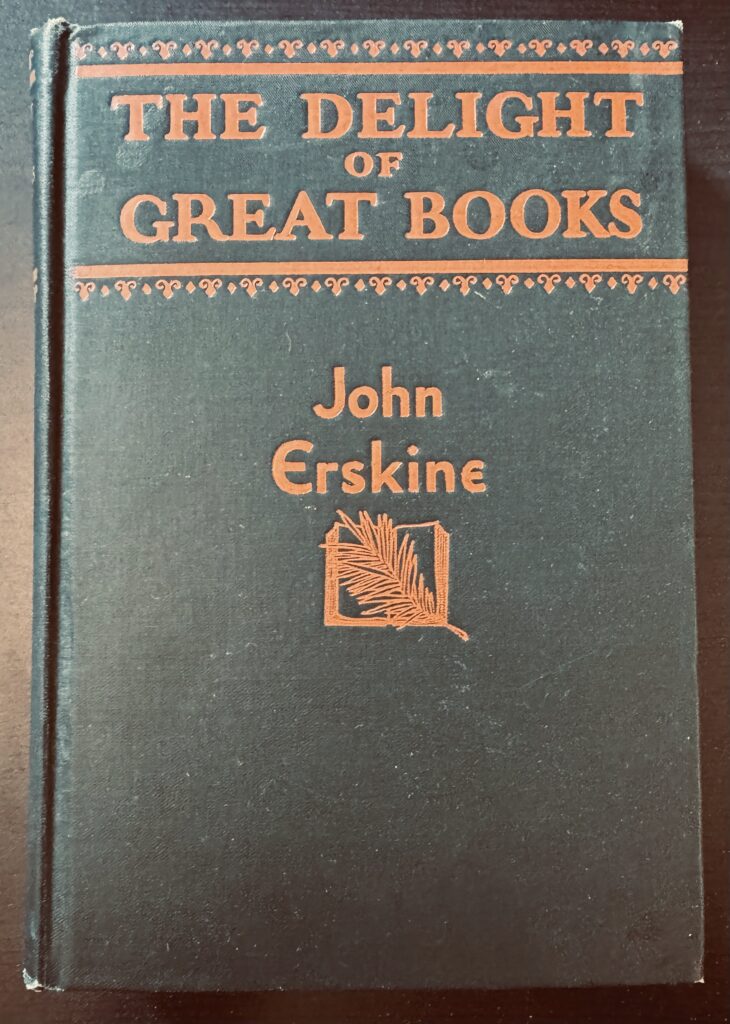 THE DELIGHT
OF
GREAT BOOKS
John
Erskine